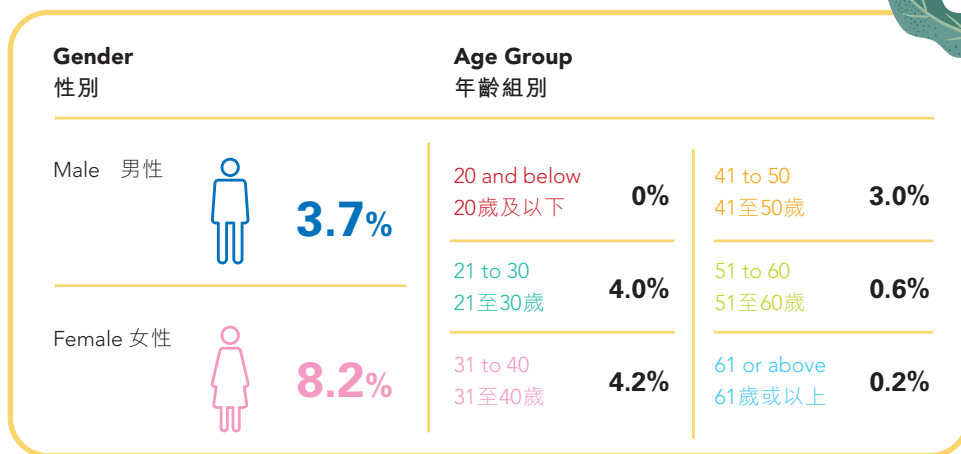 Gender
性別
Age Group
年齡組別
Male 男性
3.7%
Female 女性
8.2%
20 and below
20歲及以下
0%
21 to 30
21至30歲
4.0%
31 to 40
31至40歲
4.2%
41 to 50
41至50歲
3.0%
51 to 60
51至60歲
0.6%
61 or above
61歲或以上
0.2%